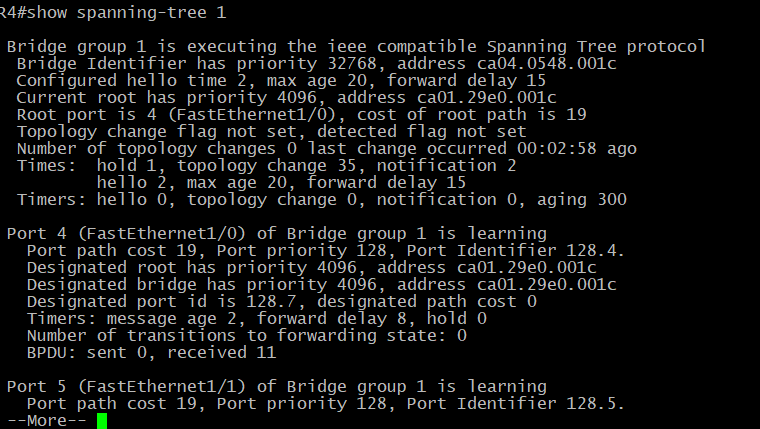 R4#show spanning-tree 1
Bridge group 1 is executing the ieee compatible Spanning Tree protocol
Bridge Identifier has priority 32768, address ca04.0548.001c
Configured hello time 2, max age 20, forward delay 15
Current root has priority 4096, address ca01.29e0.001c
Root port is 4 (FastEthernet1/0), cost of root path is 19
Topology change flag not set, detected flag not set
Number of topology changes 0 last change occurred 00:02:58 ago
Times:  hold 1, topology change 35, notification 2
hello 2, max age 20, forward delay 15
Timers: hello 0, topology change 0, notification 0, aging 300
Port 4 (FastEthernet1/0) of Bridge group 1 is learning
Port path cost 19, Port priority 128, Port Identifier 128.4.
Designated root has priority 4096, address ca01.29e0.001c
Designated bridge has priority 4096, address ca01.29e0.001c
Designated port id is 128.7, designated path cost 0
Timers: message age 2, forward delay 8, hold 0
Number of transitions to forwarding state: 0
BPDU: sent 0, received 11
Port 5 (FastEthernet1/1) of Bridge group 1 is learning
Port path cost 19, Port priority 128, Port Identifier 128.5.
--More--